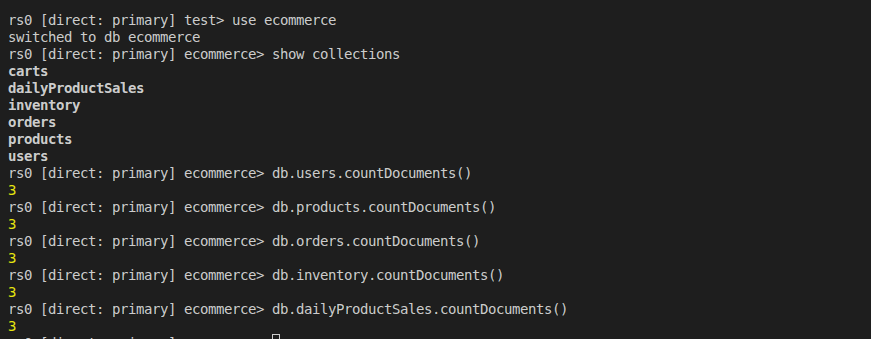 rs0 [direct: primary] test> use ecommerce
switched to db ecommerce
rs0 [direct: primary] ecommerce> show collections
carts
dailyProductSales
inventory
orders
products
users
rs0 [direct: primary] ecommerce> db.users.countDocuments()
3
rs0 [direct: primary] ecommerce> db.products.countDocuments()
3
rs0 [direct: primary] ecommerce> db.orders.countDocuments()
3
rs0 [direct: primary] ecommerce> db.inventory.countDocuments()
3
rs0 [direct: primary] ecommerce> db.dailyProductSales.countDocuments()
3